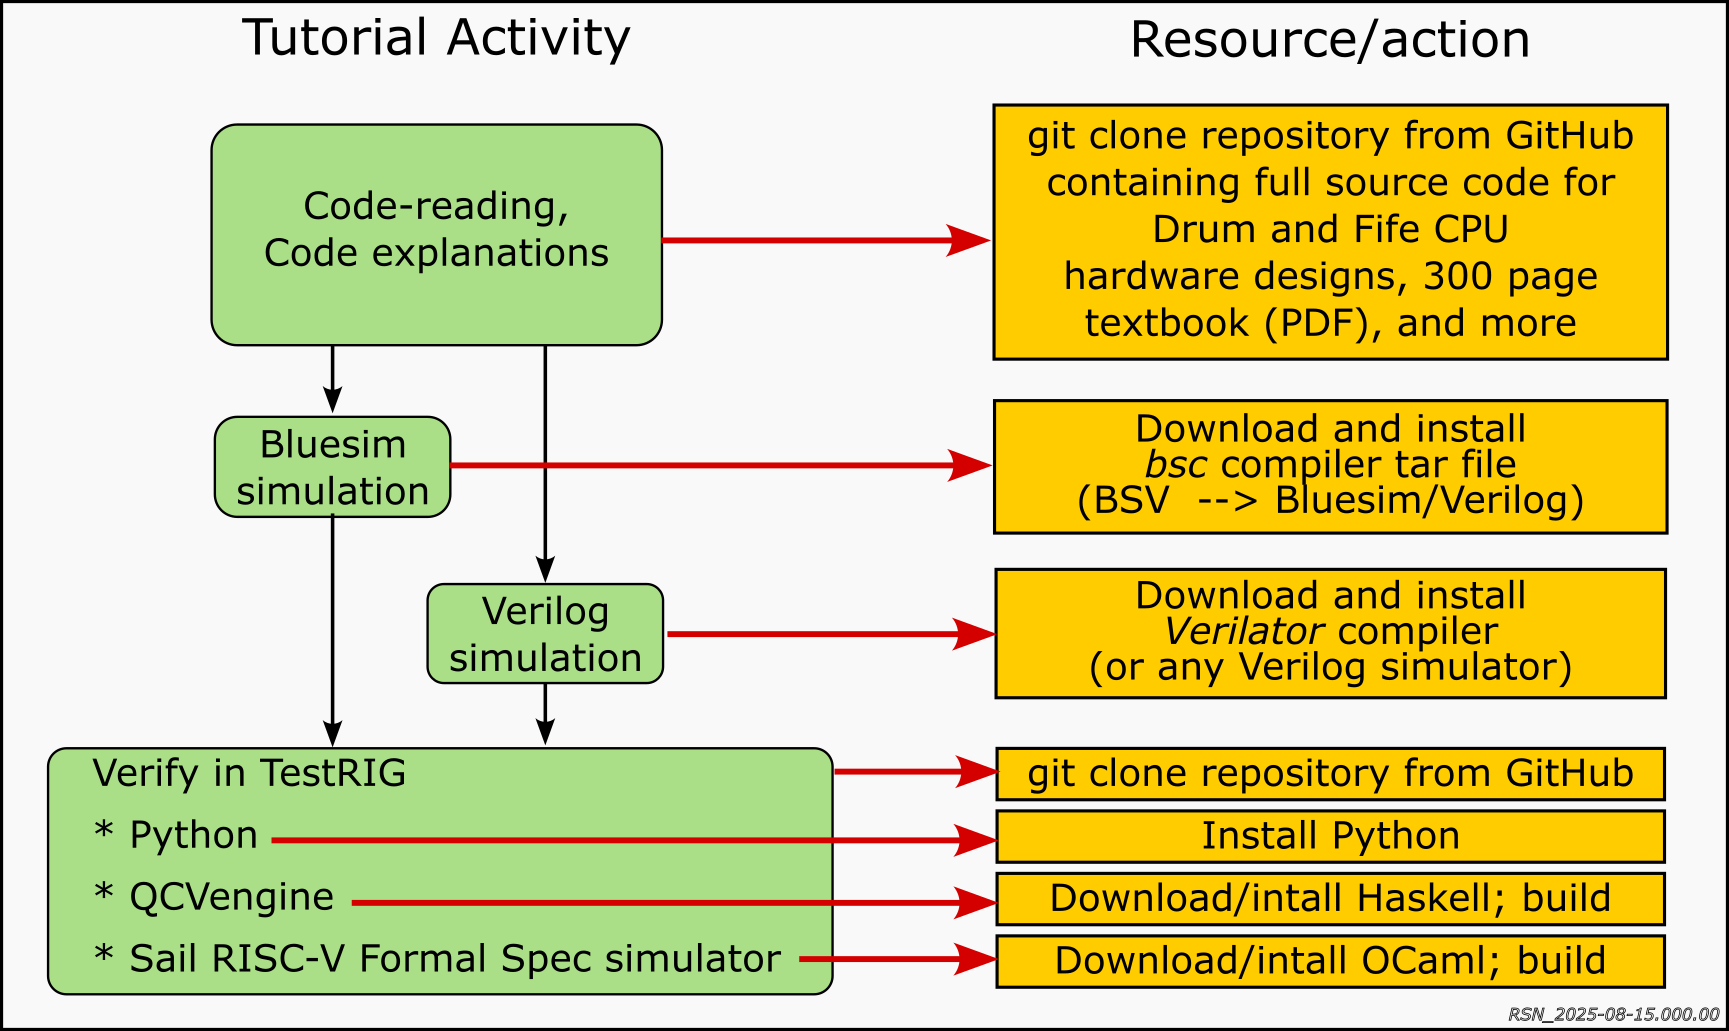 Tutorial Activity
Resource/action
Code-reading,
Code explanations
git clone repository from GitHub
containing full source code for
Drum and Fife CPU
hardware designs, 300 page
textbook (PDF), and more
Bluesim
simulation
Download and install
bsc compiler tar file
(BSV --> Bluesim/Verilog)
Verilog
simulation
Download and install
Verilator compiler
(or any Verilog simulator)
Verify in TestRIG
git clone repository from GitHub
* Python
Install Python
* QCVengine
Download/intall Haskell; build
* Sail RISC-V Formal Spec simulator
Download/intall OCaml; build
RSN_2025-08-15.000.00